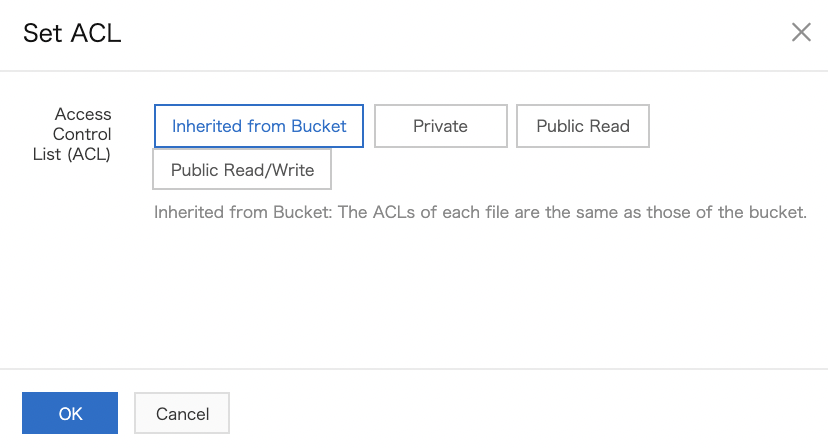 Set ACL
Access
Control
List (ACL)
Inherited from Bucket
Private
Public Read
Public Read/Write
Inherited from Bucket: The ACLs of each file are the same as those of the bucket.
OK
Cancel